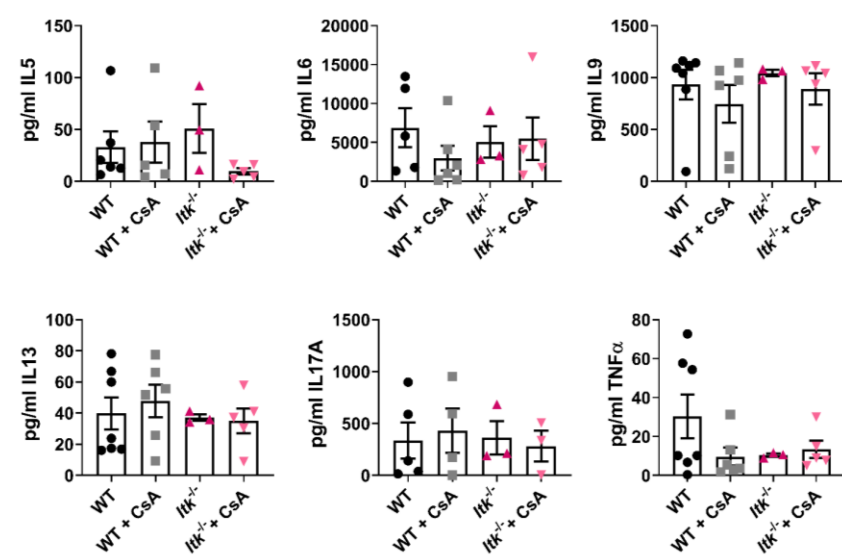 pg/ml IL5
150
100
50
0
WT
WT + CsA
Itk-/-
Itk-/-+ CsA
pg/ml IL6
20000
15000
10000
5000
0
WT
WT + CsA
Itk-/-
Itk-/-+ CsA
pg/ml IL9
1500
1000
500
0
WT
WT + CsA
Itk-/-
Itk-/-+ CsA
pg/ml IL13
100
80
60
40
20
0
WT
WT + CsA
Itk-/-
Itk-/-+ CsA
pg/ml IL17A
1500
1000
500
0
WT
WT + CsA
Itk-/-
Itk-/-+ CsA
pg/ml TNFα
80
60
40
20
0
WT
WT + CsA
Itk-/-
Itk-/-+ CsA